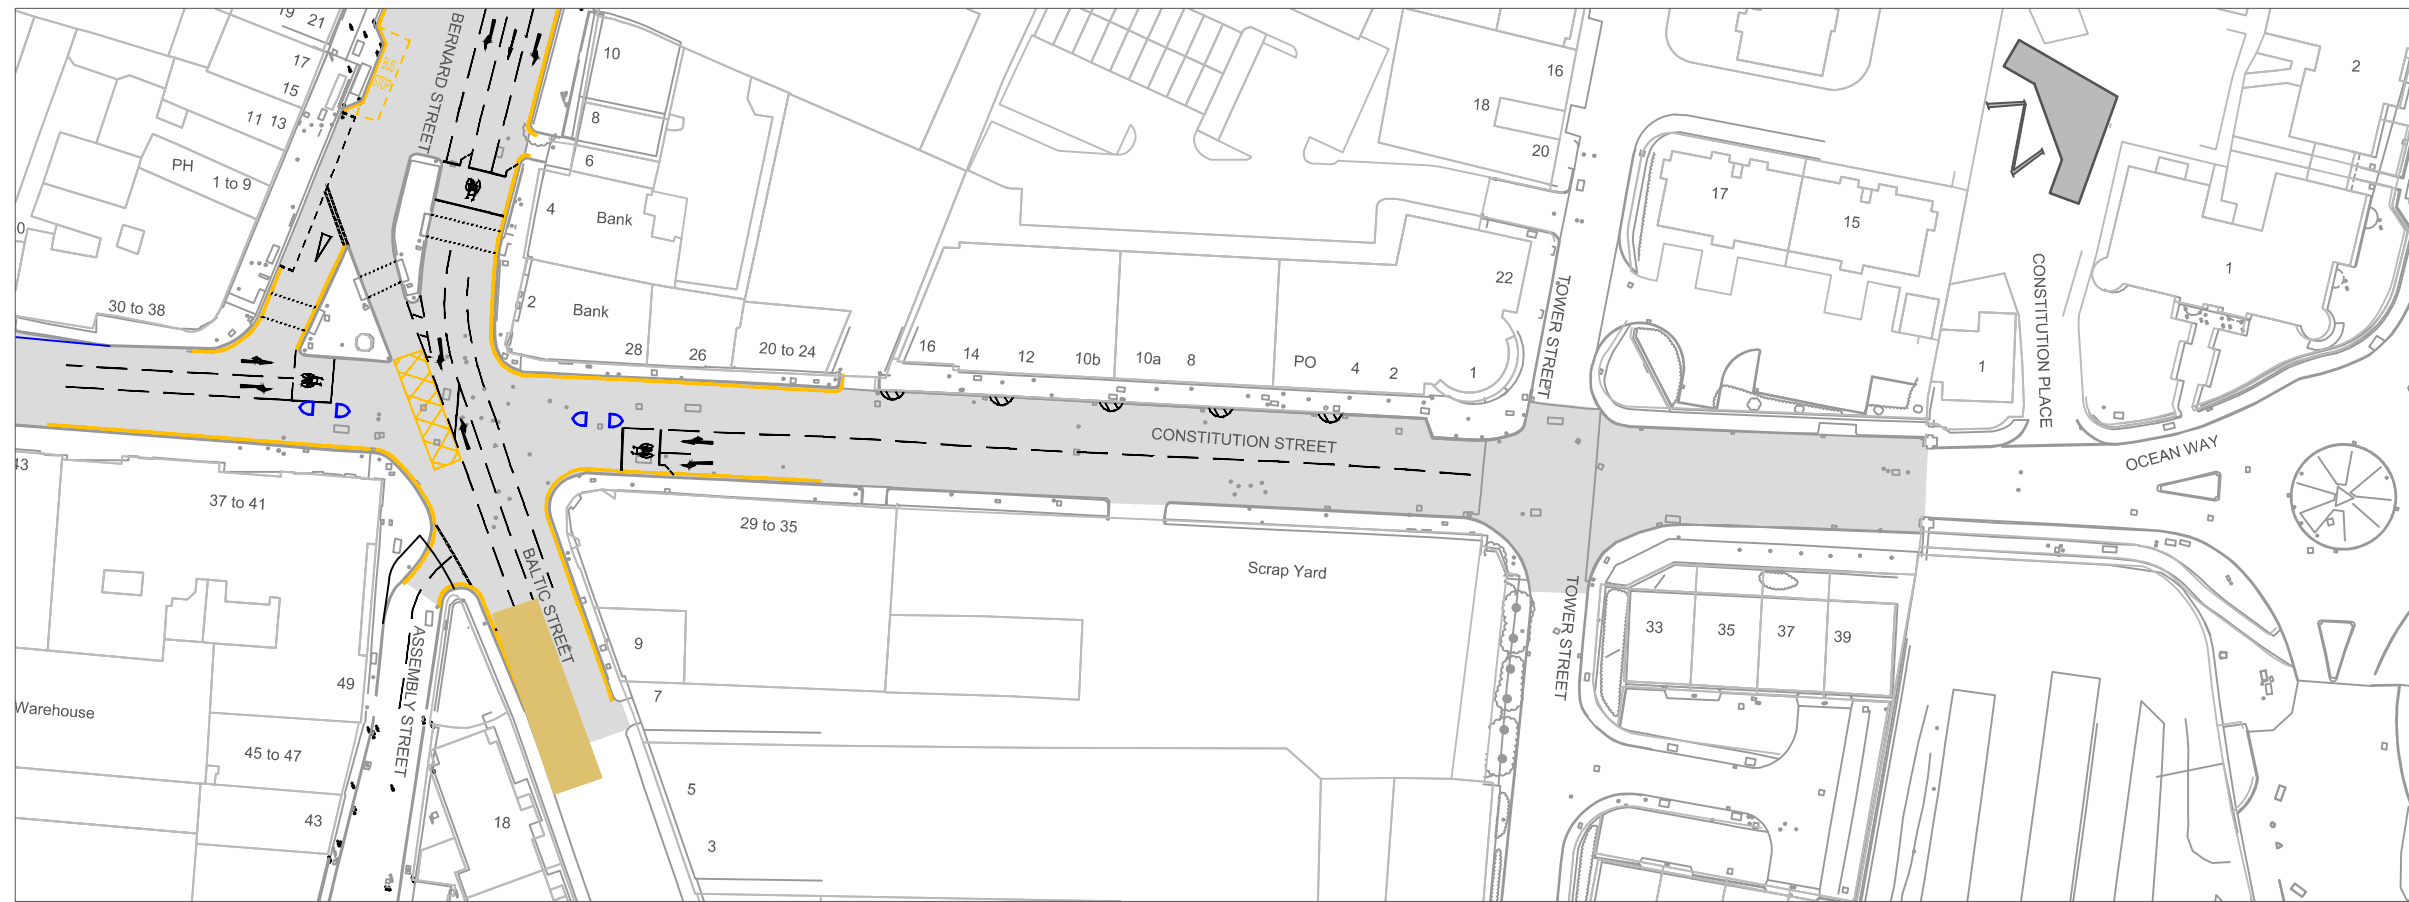 19
21
17
15
11 13
PH
1 to 9
30 to 38
0
BUS
STOP
BERNARD STREET
10
8
6
4
Bank
2
Bank
28
26
20 to 24
16
14
12
10b
10a
8
PO
4
2
1
22
16
18
20
TOWER STREET
17
15
1
CONSTITUTION PLACE
2
1
CONSTITUTION STREET
OCEAN WAY
43
37 to 41
29 to 35
Scrap Yard
BALTIC STREET
ASSEMBLY STREET
TOWER STREET
33
35
37
39
9
7
5
3
49
Warehouse
45 to 47
43
18